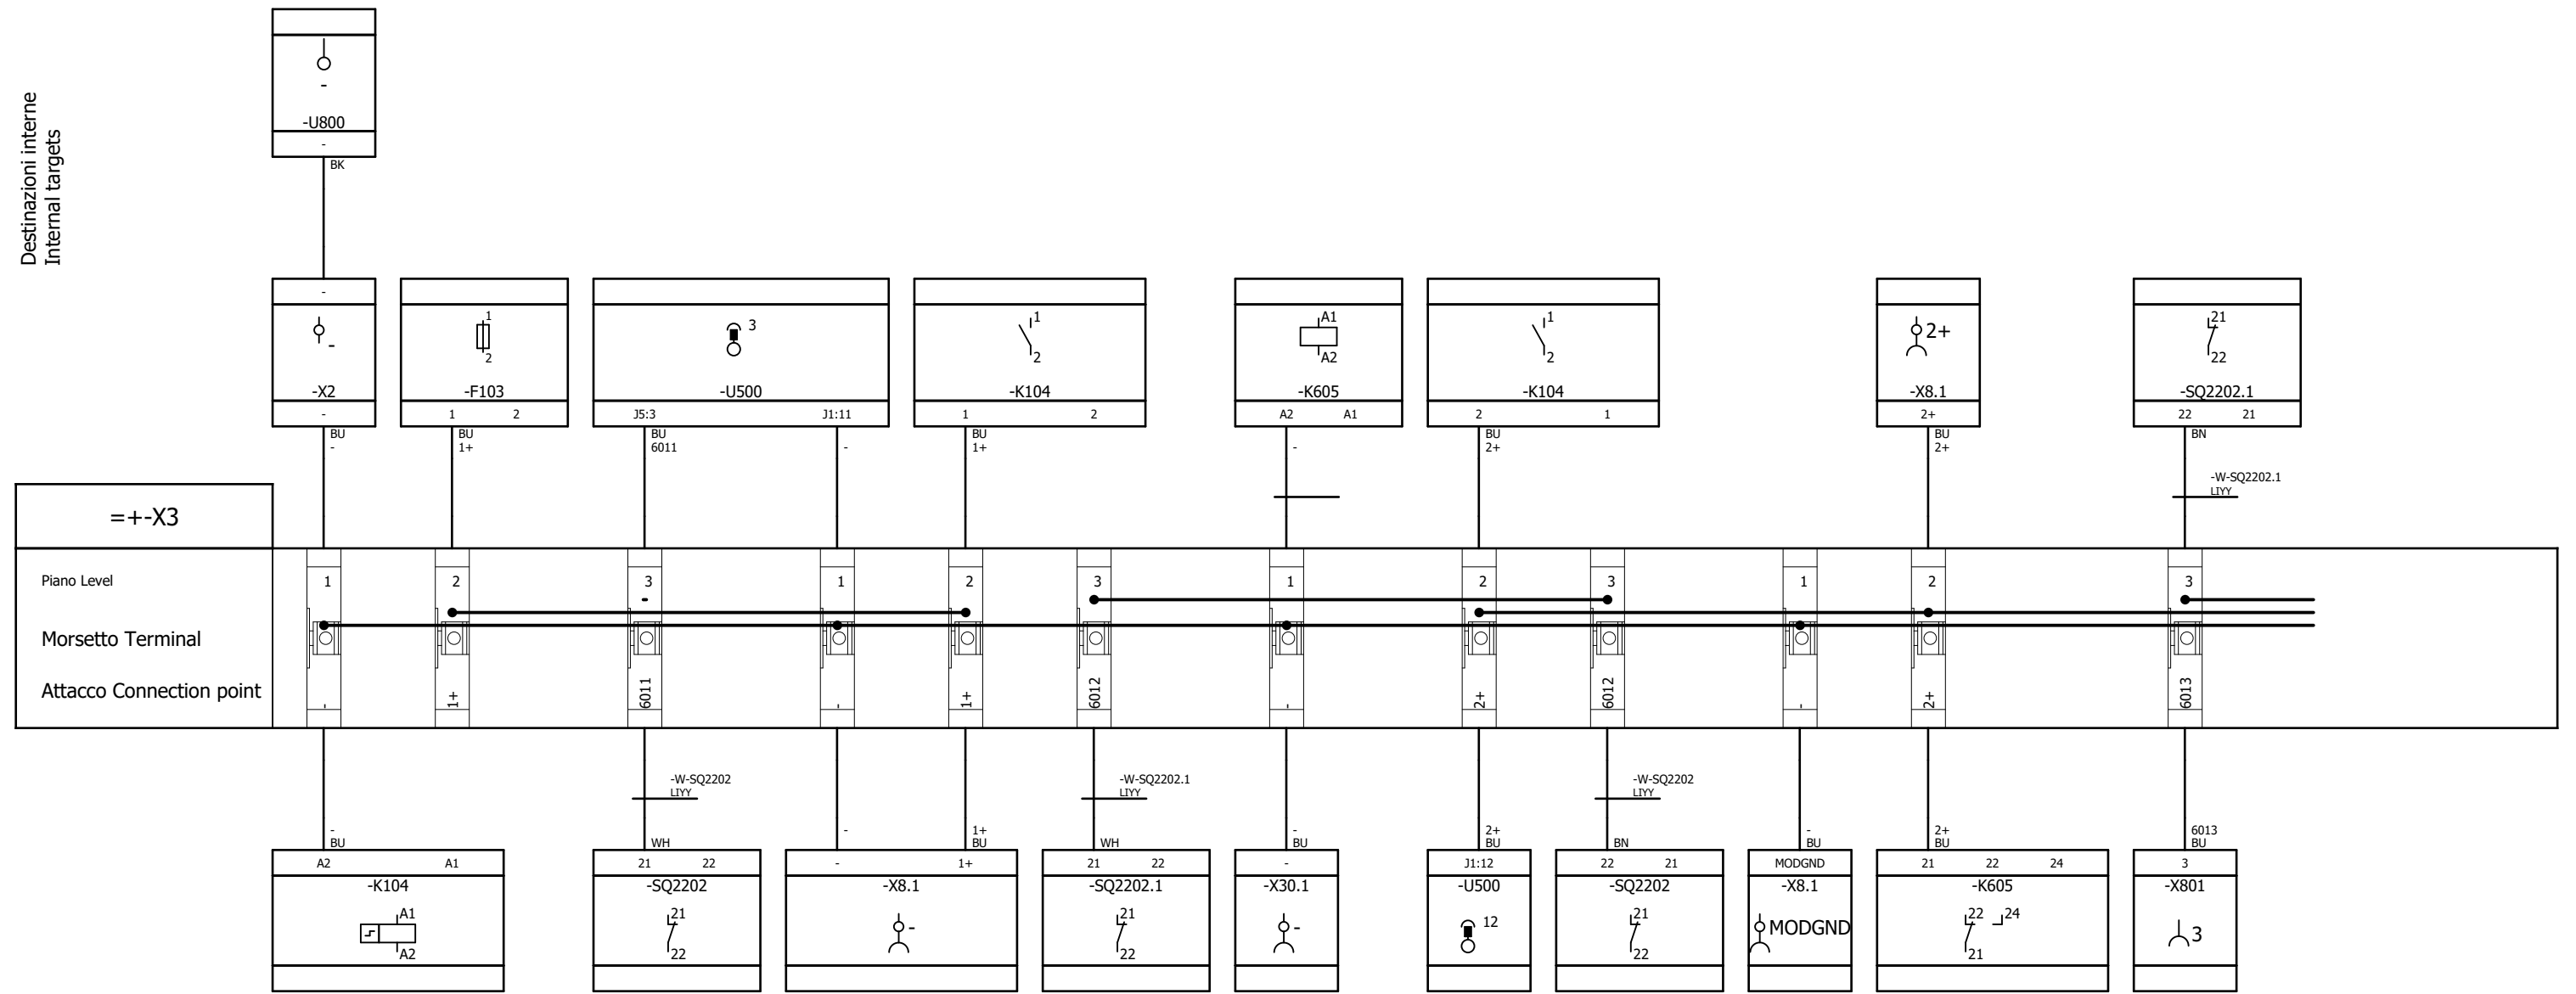 Destinazioni interne
Internal targets
-
-U800
-
BK
-
-
-X2
-
BU
-
1
2
-F103
1 2
BU
1+
3
-U500
J5:3 J1:11
BU
6011
-
1
2
-K104
1 2
BU
1+
A1
A2
-K605
A2 A1
-
1
2
-K104
2 1
BU
2+
2+
-X8.1
2+
BU
2+
21
22
-SQ2202.1
22 21
BN
-W-SQ2202.1
LIYY
=+-X3
Piano Level
1 2 3 1 2 3 1 2 3 1 2 3
Morsetto Terminal
Attacco Connection point
- 1+ 6011 - 1+ 6012 - 2+ 6012 - 2+ 6013
-
BU
A2 A1
-K104
A1
A2
-W-SQ2202
LIYY
WH
21 22
-SQ2202
21
22
-
1+
BU
- 1+
-X8.1
-
-W-SQ2202.1
LIYY
WH
21 22
-SQ2202.1
21
22
-
BU
-
-X30.1
-
2+
BU
J1:12
-U500
12
-W-SQ2202
LIYY
BN
22 21
-SQ2202
21
22
-
BU
MODGND
-X8.1
MODGND
2+
BU
21 22 24
-K605
22 24
21
6013
BU
3
-X801
3